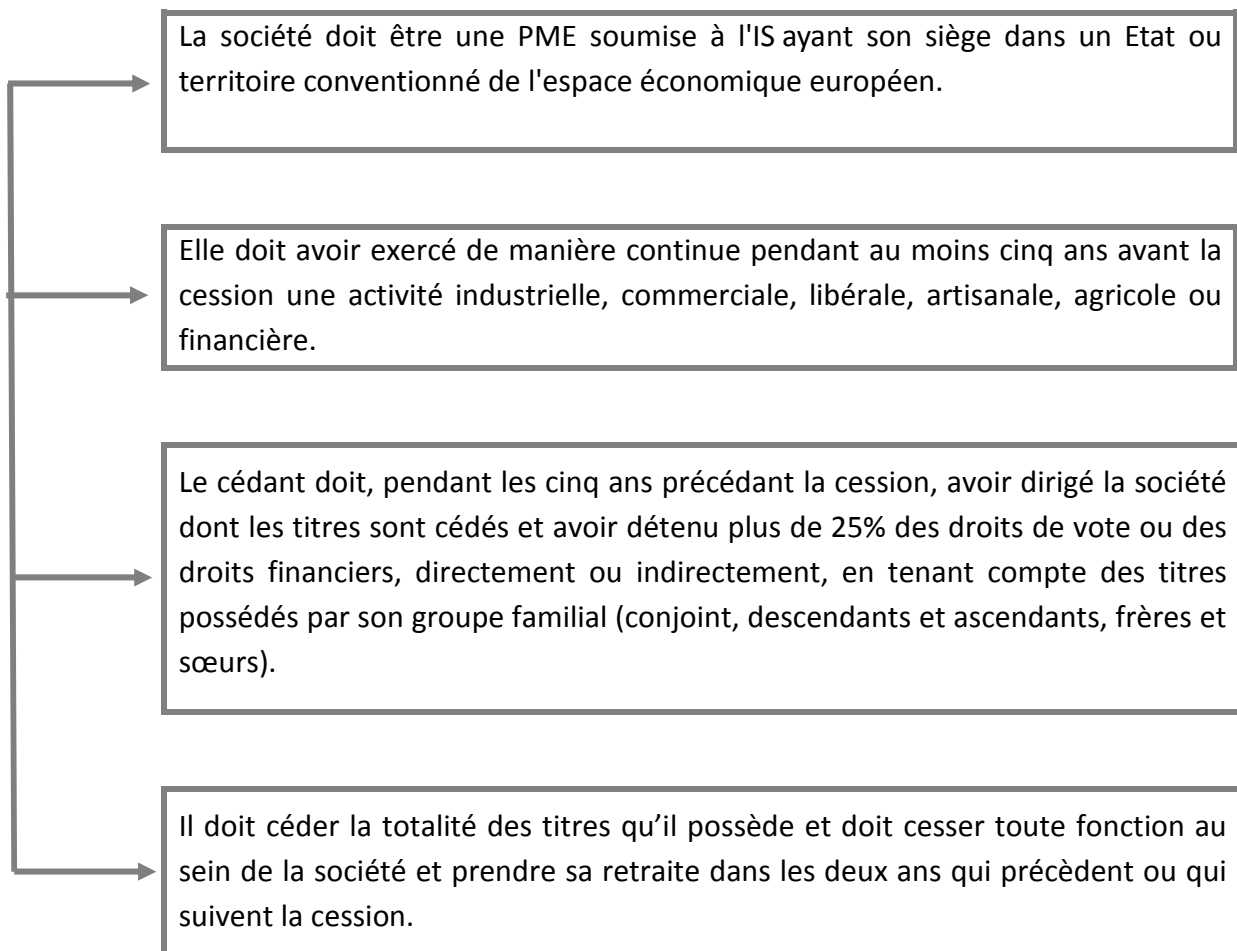 La société doit être une PME soumise à l'IS ayant son siège dans un Etat ou
territoire conventionné de l'espace économique européen.
Elle doit avoir exercé de manière continue pendant au moins cinq ans avant la
cession une activité industrielle, commerciale, libérale, artisanale, agricole ou
financière.
Le cédant doit, pendant les cinq ans précédant la cession, avoir dirigé la société
dont les titres sont cédés et avoir détenu plus de 25% des droits de vote ou des
droits financiers, directement ou indirectement, en tenant compte des titres
possédés par son groupe familial (conjoint, descendants et ascendants, frères et
sœurs).
Il doit céder la totalité des titres qu’il possède et doit cesser toute fonction au
sein de la société et prendre sa retraite dans les deux ans qui précèdent ou qui
suivent la cession.